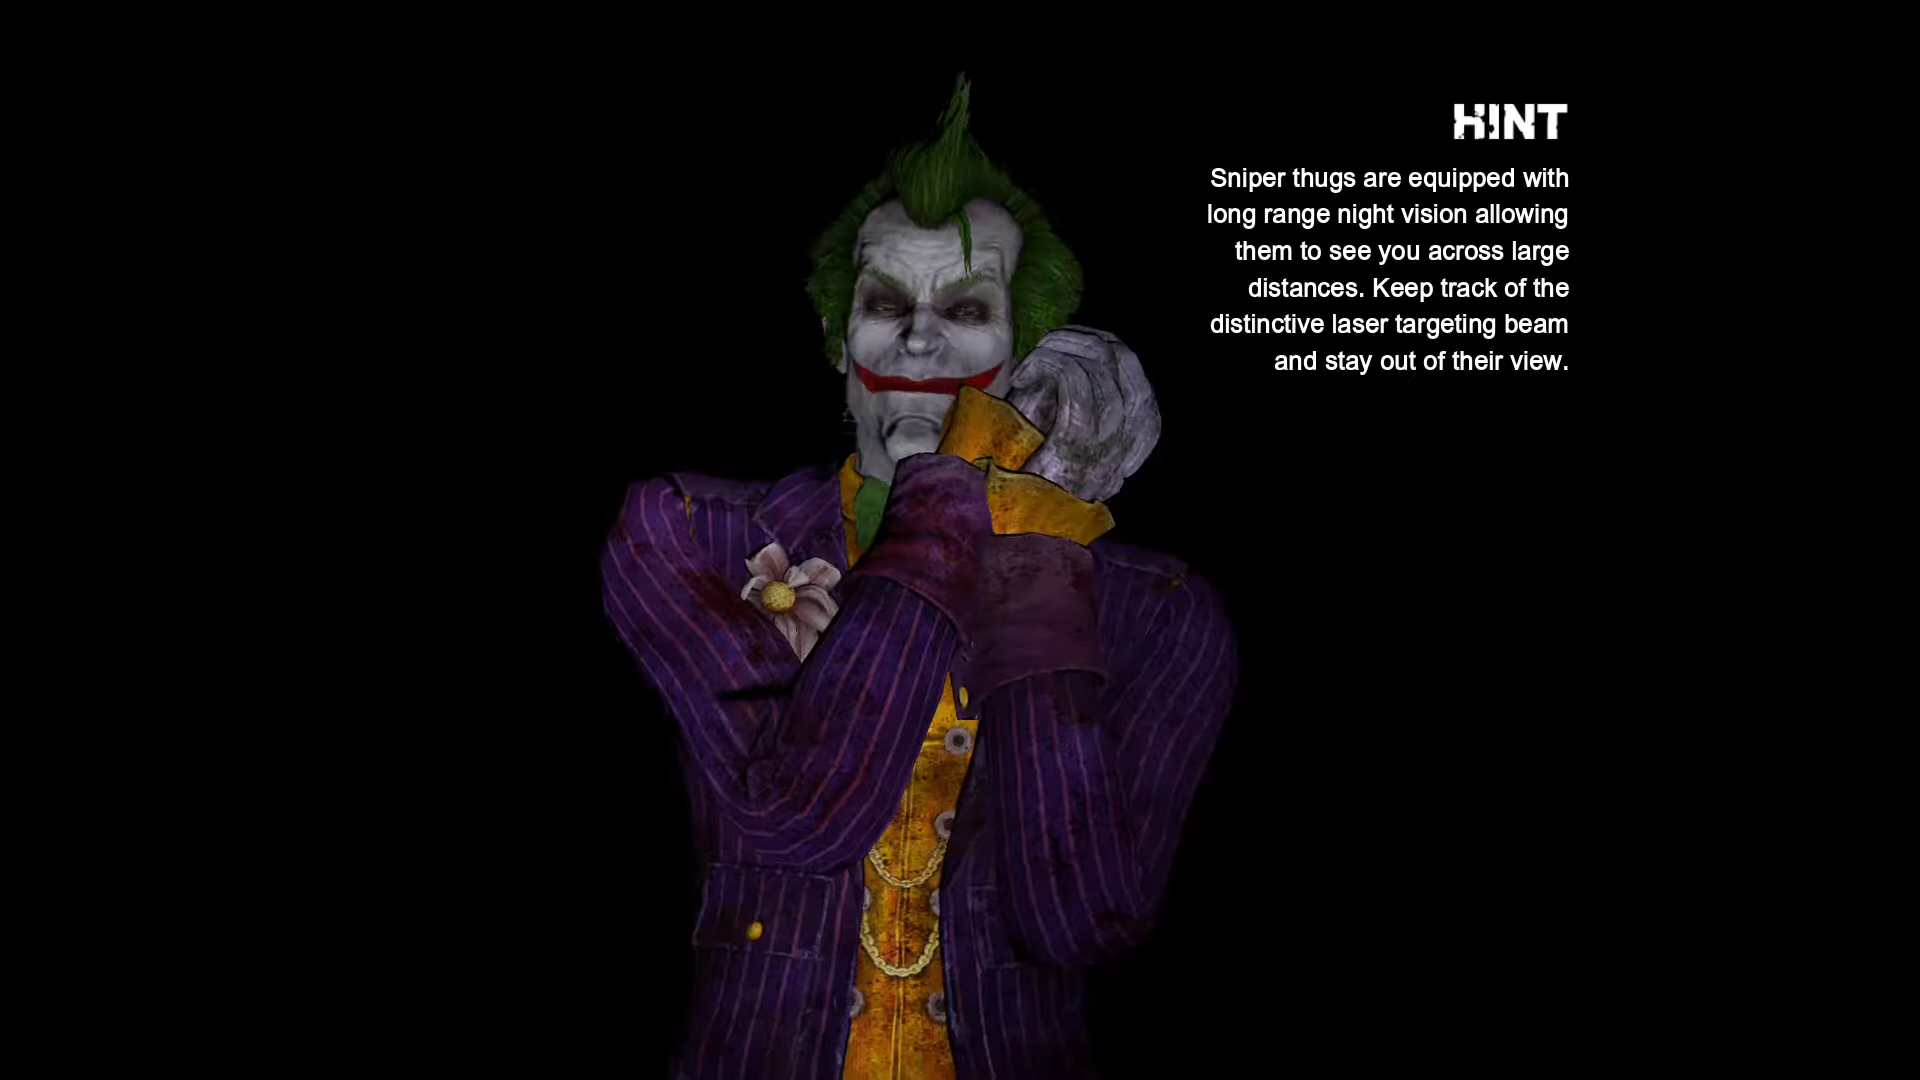 HINT
Sniper thugs are equipped with
long range night vision allowing
them to see you across large
distances. Keep track of the
distinctive laser targeting beam
and stay out of their view.